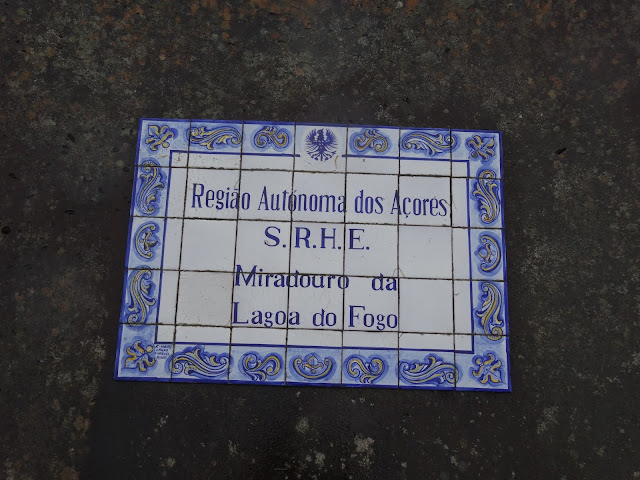 Região Autónoma dos Açores
S.R.H.E.
Miradouro da
Lagoa do Fogo